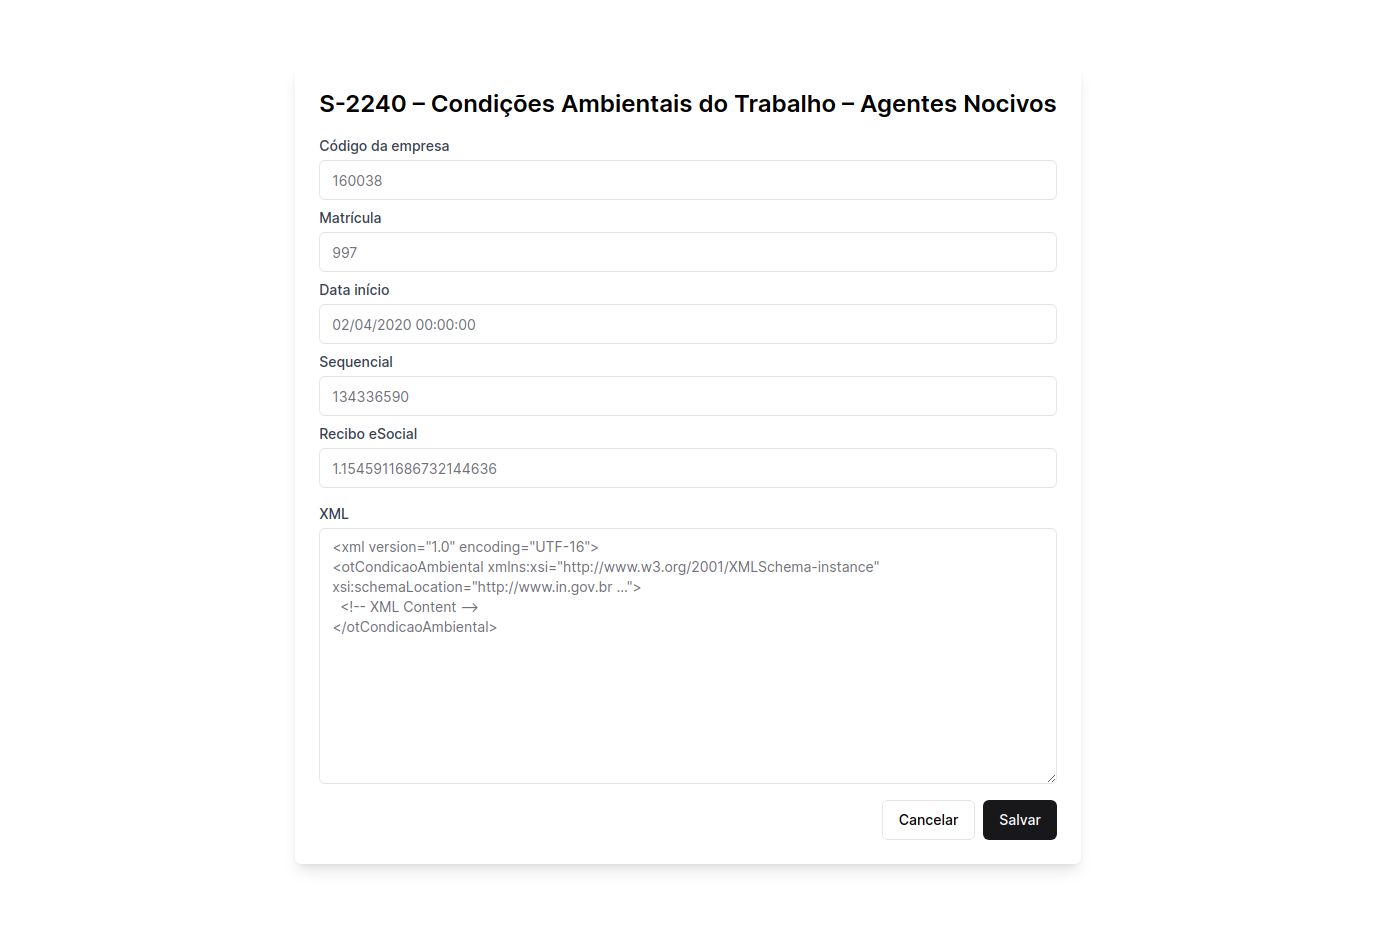 S-2240 – Condições Ambientais do Trabalho – Agentes Nocivos
Código da empresa
160038
Matrícula
997
Data início
02/04/2020 00:00:00
Sequencial
134336590
Recibo eSocial
1.1545911686732144636
XML
<xml version="1.0" encoding="UTF-16">
<otCondicaoAmbiental xmlns:xsi="http://www.w3.org/2001/XMLSchema-instance"
xsi:schemaLocation="http://www.in.gov.br ...">
<!-- XML Content -->
</otCondicaoAmbiental>
Cancelar
Salvar